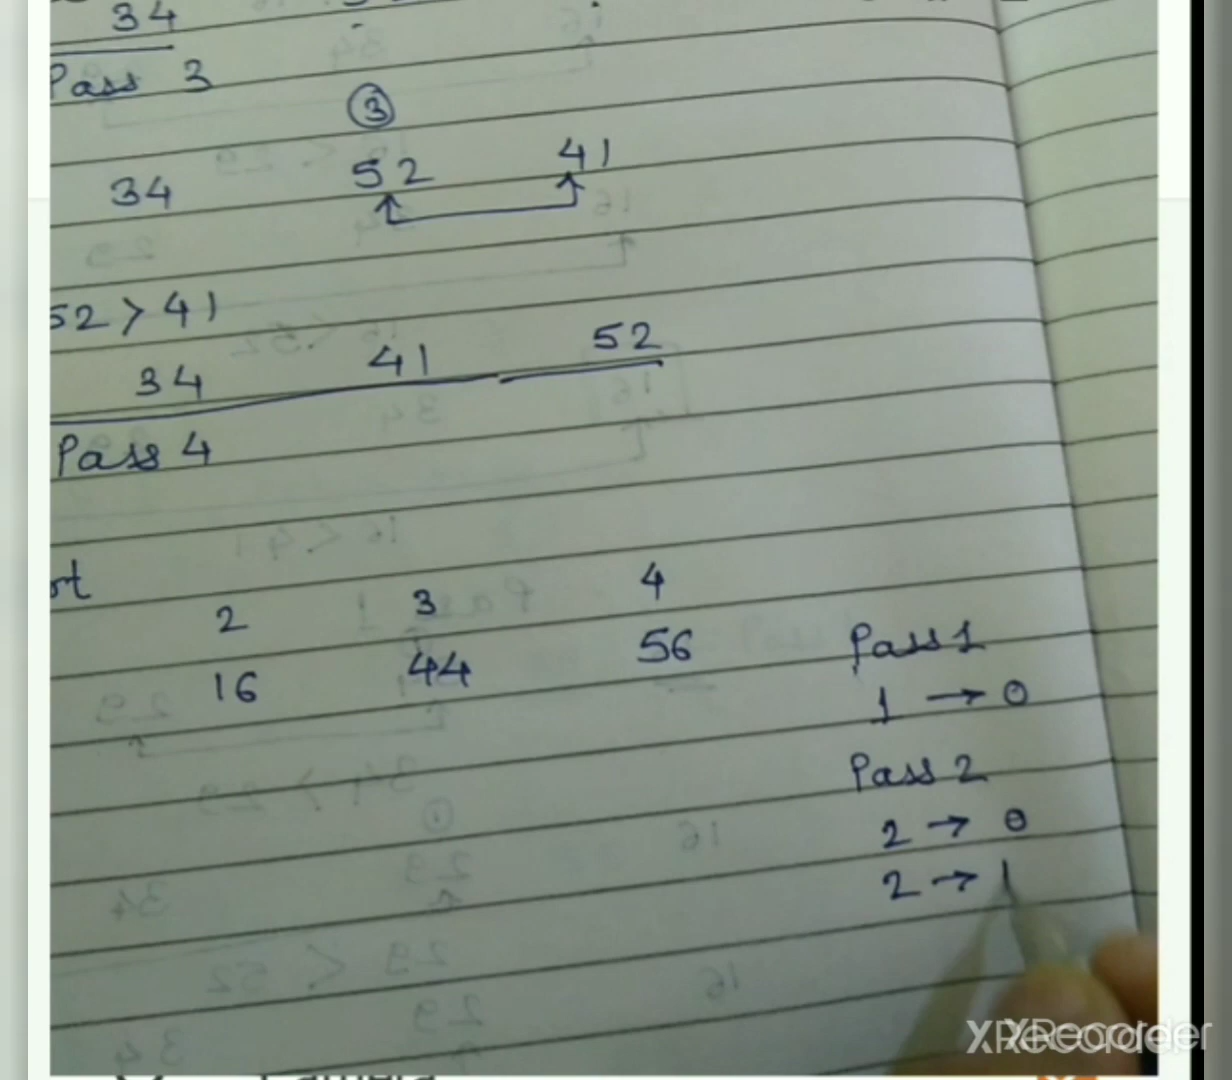 34
Pass 3
3
34 52 41
52 > 41
34 41 52
Pass 4
2 3 4
16 44 56
Pass 1
1 → 0
Pass 2
2 → 0
2 → 1
XRecorder